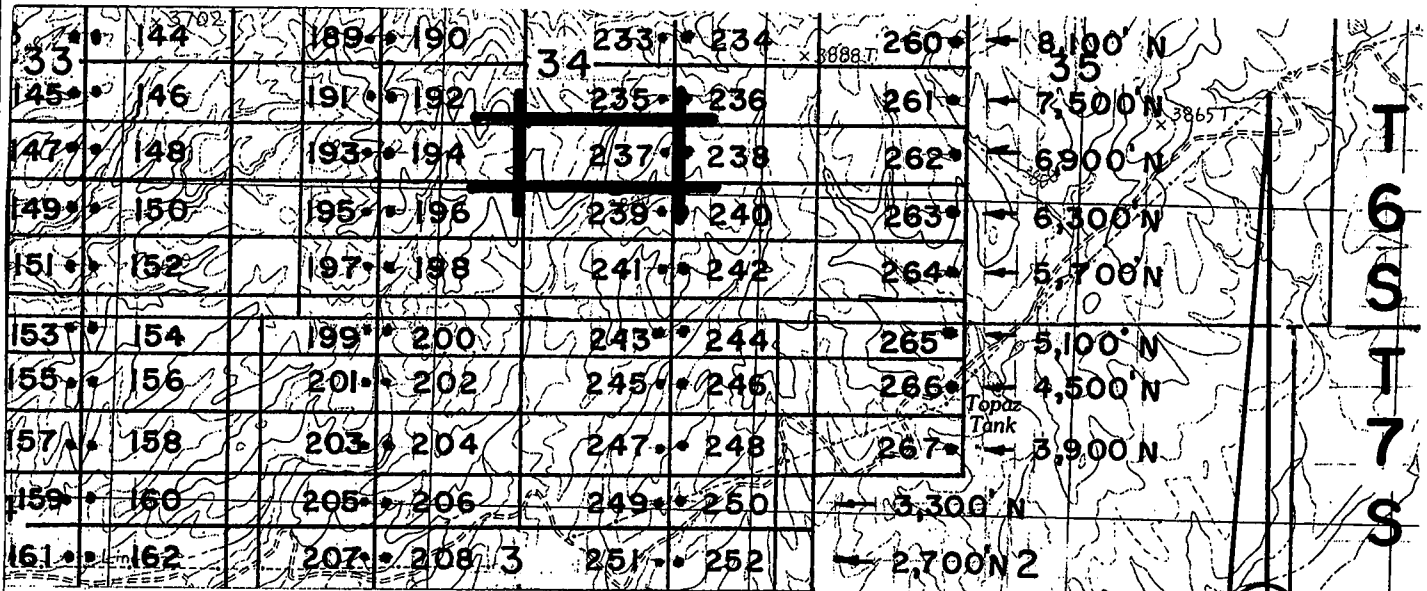 × 3702
144 189 190 233 234 260 ← 8,100' N
33 34 × 3888T 35
145 146 191 192 235 236 261 ← 7,500' N
× 3865T
147 148 193 194 237 238 262 ← 6,900' N
149 150 195 196 239 240 263 ← 6,300' N
151 152 197 198 241 242 264 ← 5,700' N
153 154 199 200 243 244 265 ← 5,100' N
155 156 201 202 245 246 266 ← 4,500' N
Topaz
Tank
157 158 203 204 247 248 267 ← 3,900' N
159 160 205 206 249 250 ← 3,300' N
161 162 207 208 3 251 252 ← 2,700' N 2
T
6
S
T
7
S